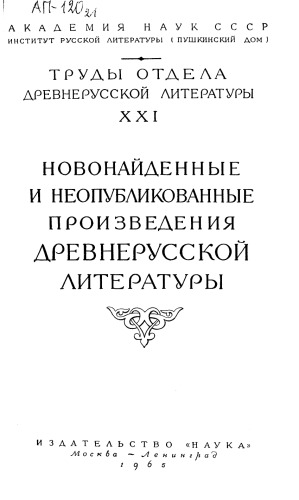 АП-120 21
АКАДЕМИЯ НАУК СССР
ИНСТИТУТ РУССКОЙ ЛИТЕРАТУРЫ (ПУШКИНСКИЙ ДОМ)
ТРУДЫ ОТДЕЛА
ДРЕВНЕРУССКОЙ ЛИТЕРАТУРЫ
XXI
НОВОНАЙДЕННЫЕ
И НЕОПУБЛИКОВАННЫЕ
ПРОИЗВЕДЕНИЯ
ДРЕВНЕРУССКОЙ
ЛИТЕРАТУРЫ
ИЗДАТЕЛЬСТВО «НАУКА»
Москва — Ленинград
1965